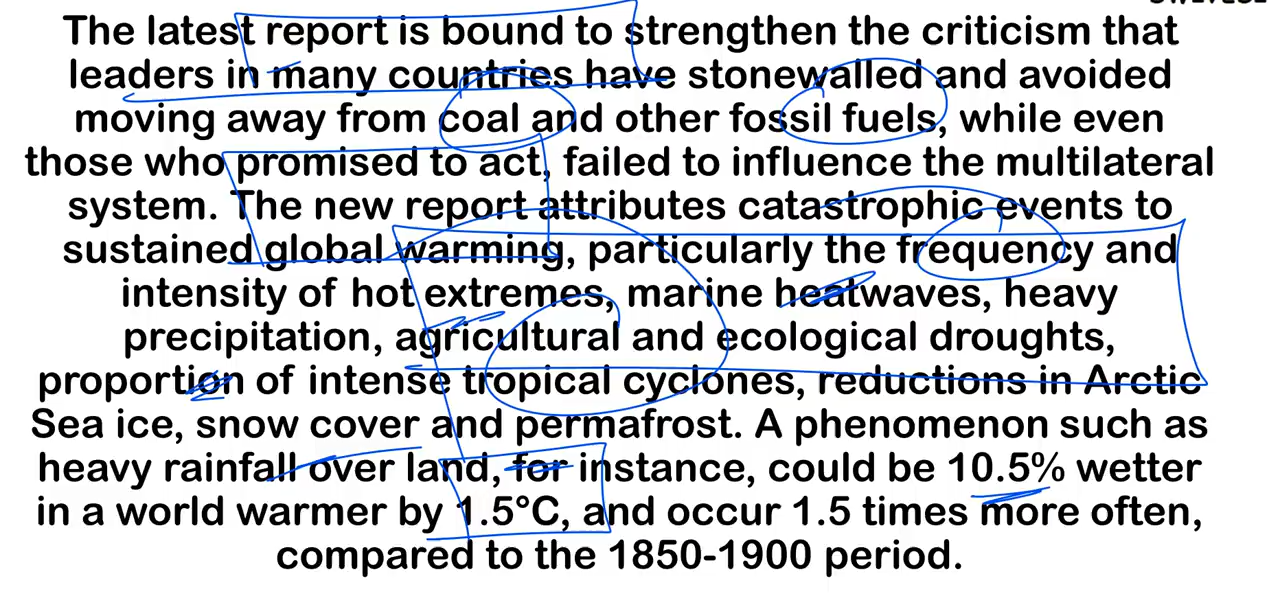 The latest report is bound to strengthen the criticism that
leaders in many countries have stonewalled and avoided
moving away from coal and other fossil fuels, while even
those who promised to act, failed to influence the multilateral
system. The new report attributes catastrophic events to
sustained global warming, particularly the frequency and
intensity of hot extremes, marine heatwaves, heavy
precipitation, agricultural and ecological droughts,
proportion of intense tropical cyclones, reductions in Arctic
Sea ice, snow cover and permafrost. A phenomenon such as
heavy rainfall over land, for instance, could be 10.5% wetter
in a world warmer by 1.5°C, and occur 1.5 times more often,
compared to the 1850-1900 period.